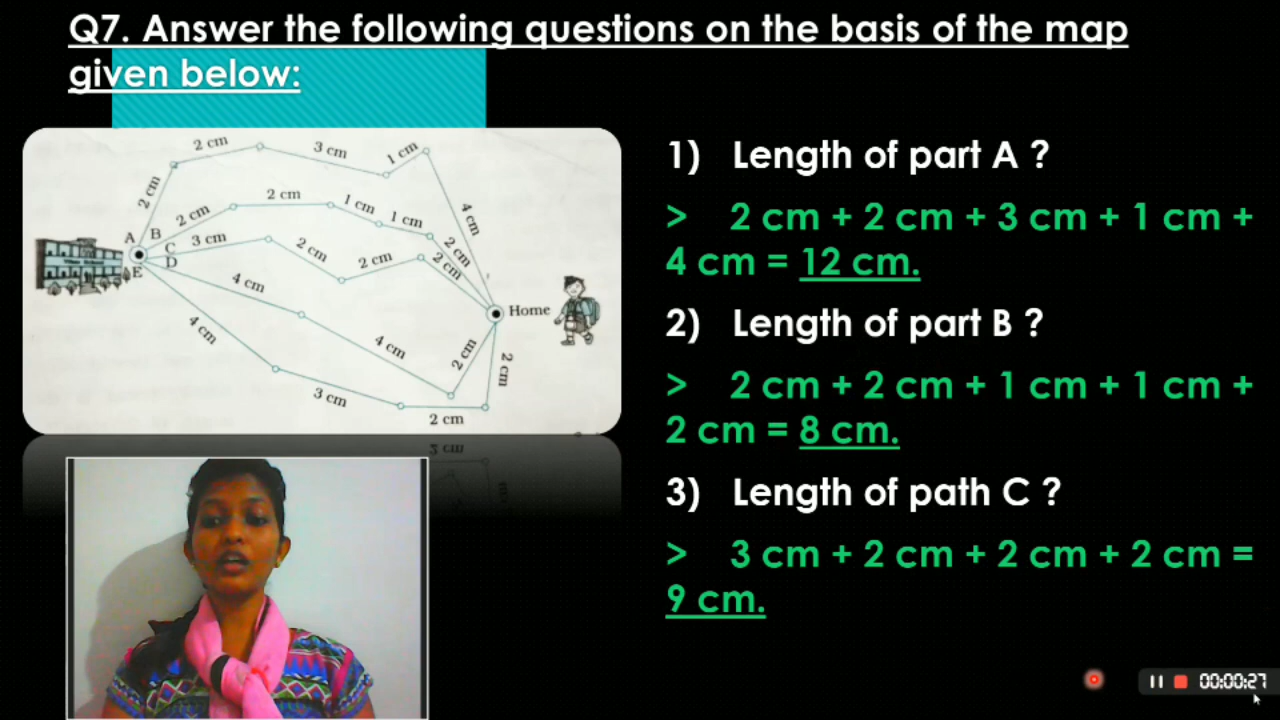 Q7. Answer the following questions on the basis of the map
given below:
2 cm
3 cm
1 cm
2 cm
4 cm
2 cm
2 cm
1 cm
1 cm
2 cm
A
B
C
D
E
3 cm
2 cm
2 cm
2 cm
4 cm
4 cm
2 cm
Home
4 cm
3 cm
2 cm
2 cm
2 cm
1) Length of part A ?
> 2 cm + 2 cm + 3 cm + 1 cm +
4 cm = 12 cm.
2) Length of part B ?
> 2 cm + 2 cm + 1 cm + 1 cm +
2 cm = 8 cm.
3) Length of path C ?
> 3 cm + 2 cm + 2 cm + 2 cm =
9 cm.
00:00:27